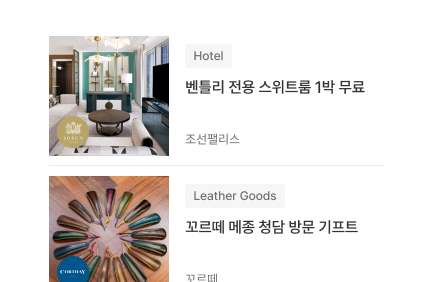 Hotel
벤틀리 전용 스위트룸 1박 무료
조선팰리스
JOSUN
Leather Goods
꼬르떼 메종 청담 방문 기프트
꼬르떼